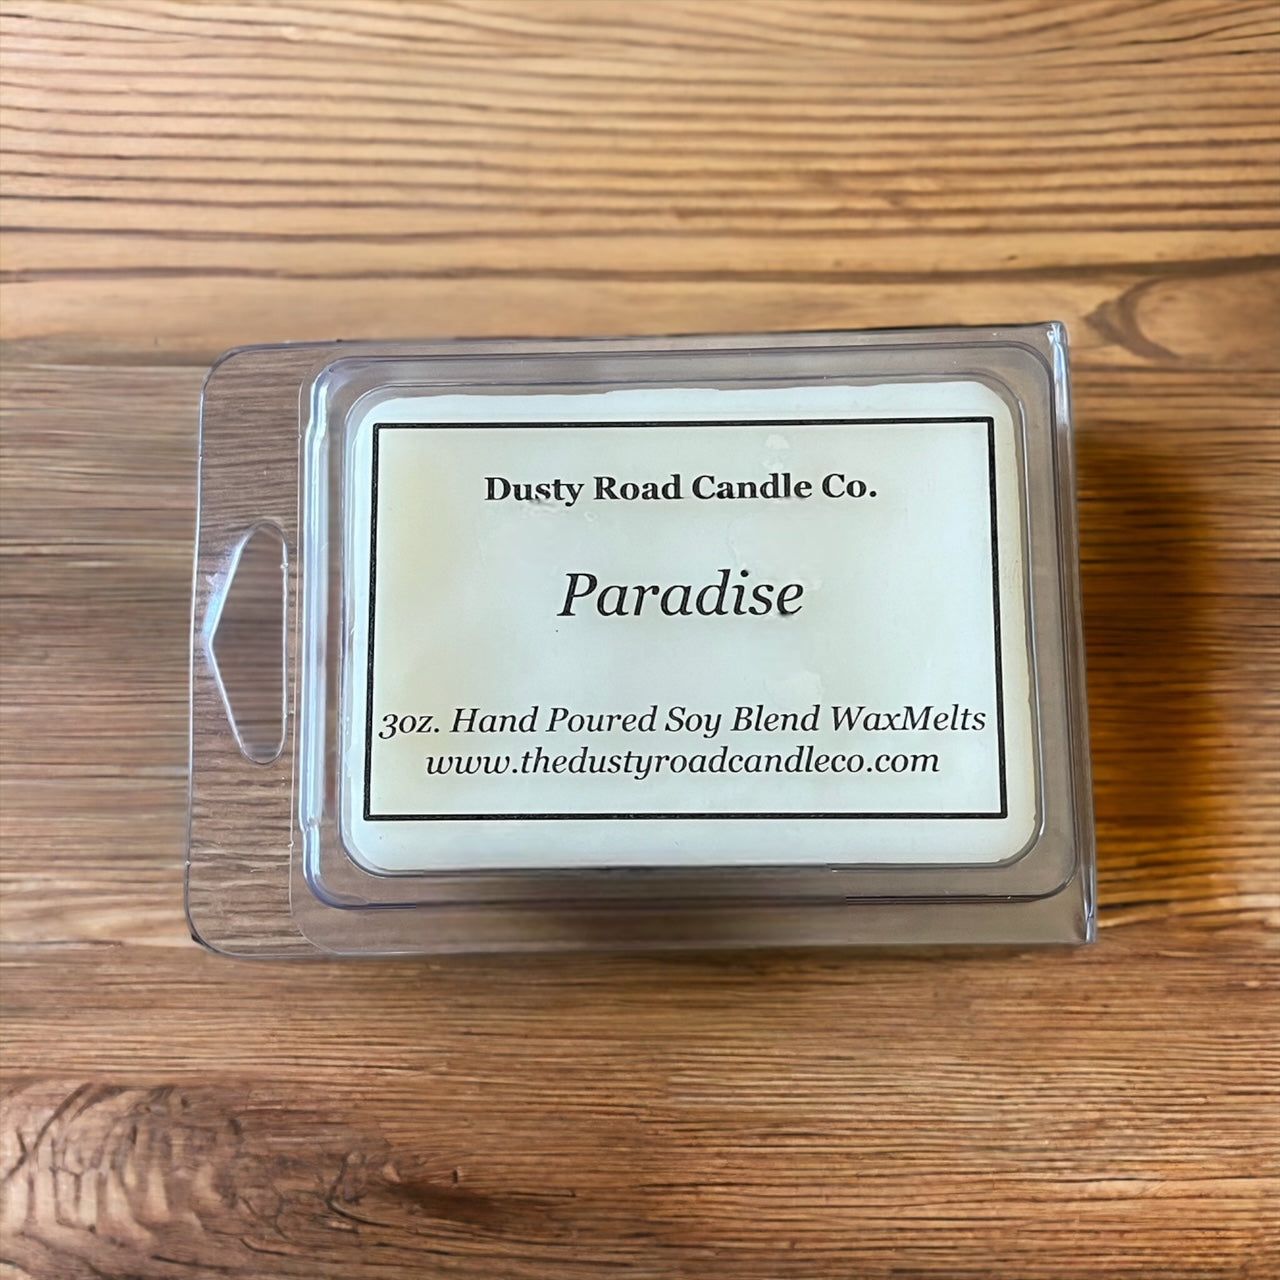 Dusty Road Candle Co.
Paradise
3oz. Hand Poured Soy Blend WaxMelts
www.thedustyroadcandleco.com